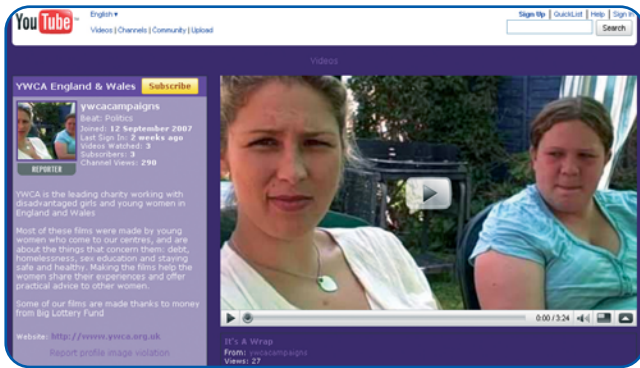 You Tube
English
Videos | Channels | Community | Upload
Sign Up | QuickList | Help | Sign In
Search
Videos
YWCA England & Wales
Subscribe
ywcacampaigns
Beat: Politics
Joined: 12 September 2007
Last Sign In: 2 weeks ago
Videos Watched: 3
Subscribers: 3
Channel Views: 290
REPORTER
YWCA is the leading charity working with
disadvantaged girls and young women in
England and Wales
Most of these films were made by young
women who come to our centres, and are
about the things that concern them: debt,
homelessness, sex education and staying
safe and healthy. Making the films help the
women share their experiences and offer
practical advice to other women.
Some of our films are made thanks to money
from Big Lottery Fund
Website: http://www.ywca.org.uk
Report profile image violation
0:00 / 3:24
It's A Wrap
From: ywcacampaigns
Views: 27